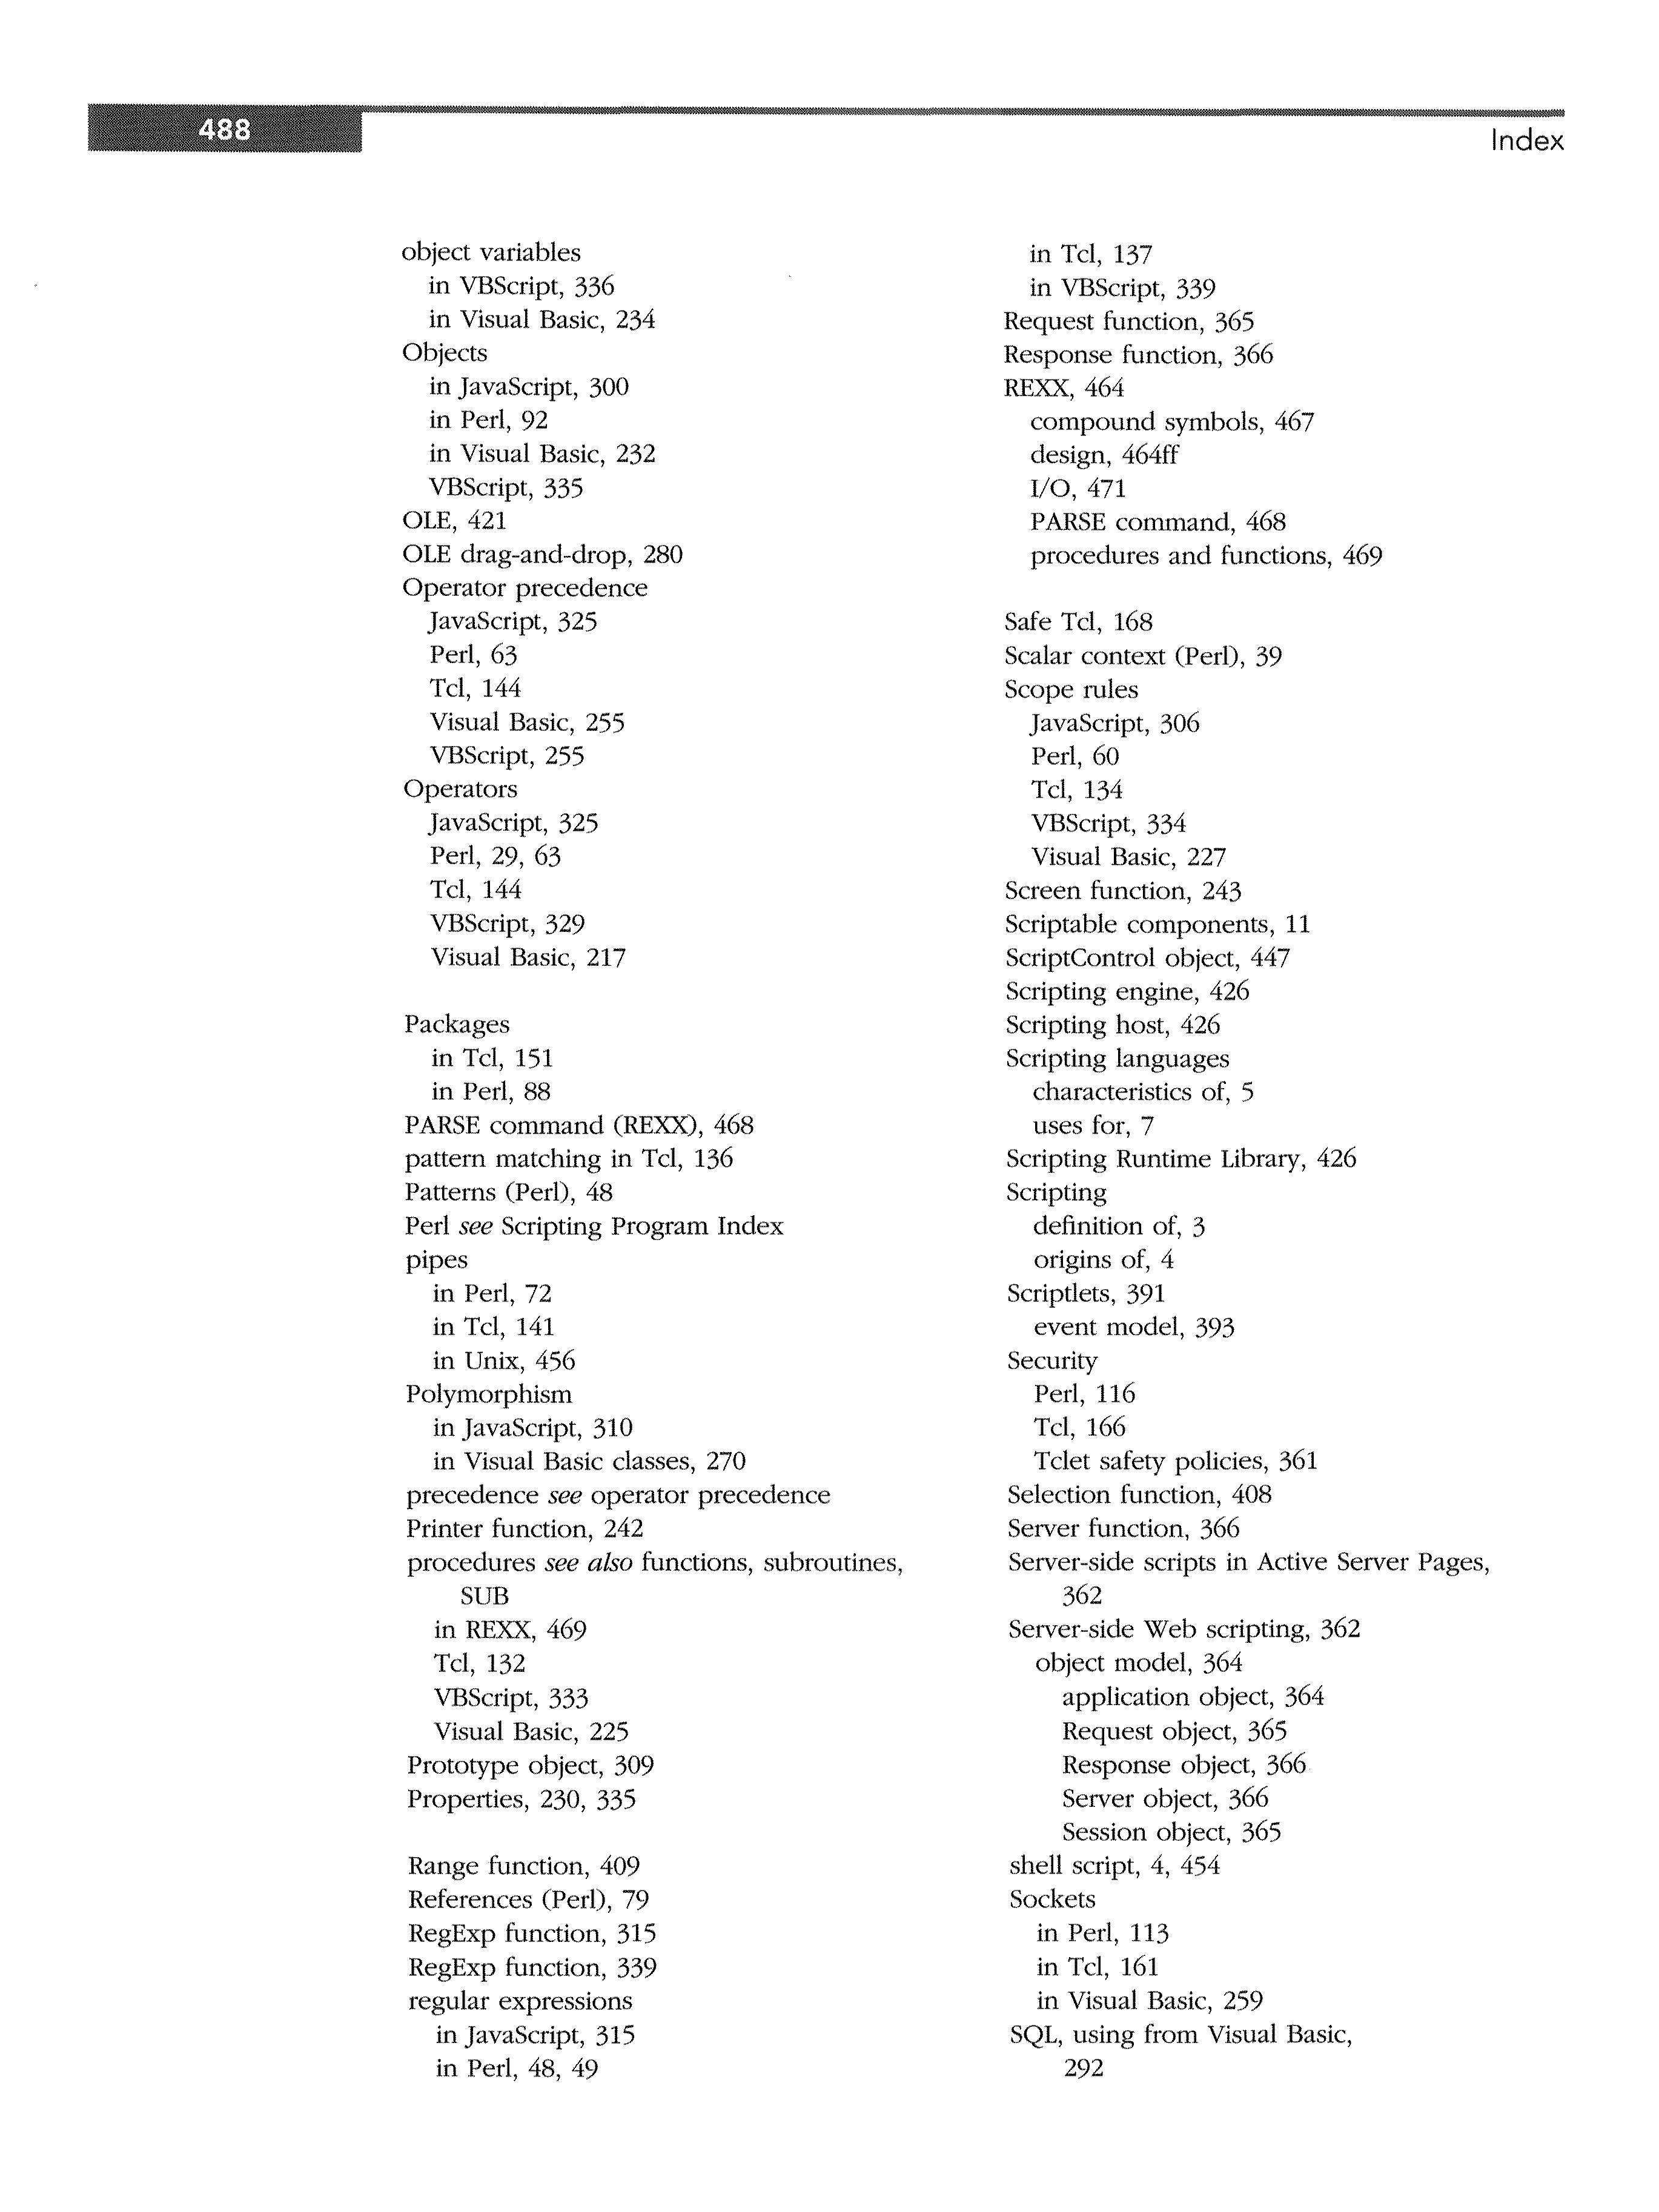 488
Index
object variables
in VBScript, 336
in Visual Basic, 234
Objects
in JavaScript, 300
in Perl, 92
in Visual Basic, 232
VBScript, 335
OLE, 421
OLE drag-and-drop, 280
Operator precedence
JavaScript, 325
Perl, 63
Tcl, 144
Visual Basic, 255
VBScript, 255
Operators
JavaScript, 325
Perl, 29, 63
Tcl, 144
VBScript, 329
Visual Basic, 217
Packages
in Tcl, 151
in Perl, 88
PARSE command (REXX), 468
pattern matching in Tcl, 136
Patterns (Perl), 48
Perl see Scripting Program Index
pipes
in Perl, 72
in Tcl, 141
in Unix, 456
Polymorphism
in JavaScript, 310
in Visual Basic classes, 270
precedence see operator precedence
Printer function, 242
procedures see also functions, subroutines,
SUB
in REXX, 469
Tcl, 132
VBScript, 333
Visual Basic, 225
Prototype object, 309
Properties, 230, 335
Range function, 409
References (Perl), 79
RegExp function, 315
RegExp function, 339
regular expressions
in JavaScript, 315
in Perl, 48, 49
in Tcl, 137
in VBScript, 339
Request function, 365
Response function, 366
REXX, 464
compound symbols, 467
design, 464ff
I/O, 471
PARSE command, 468
procedures and functions, 469
Safe Tcl, 168
Scalar context (Perl), 39
Scope rules
JavaScript, 306
Perl, 60
Tcl, 134
VBScript, 334
Visual Basic, 227
Screen function, 243
Scriptable components, 11
ScriptControl object, 447
Scripting engine, 426
Scripting host, 426
Scripting languages
characteristics of, 5
uses for, 7
Scripting Runtime Library, 426
Scripting
definition of, 3
origins of, 4
Scriptlets, 391
event model, 393
Security
Perl, 116
Tcl, 166
Tclet safety policies, 361
Selection function, 408
Server function, 366
Server-side scripts in Active Server Pages,
362
Server-side Web scripting, 362
object model, 364
application object, 364
Request object, 365
Response object, 366
Server object, 366
Session object, 365
shell script, 4, 454
Sockets
in Perl, 113
in Tcl, 161
in Visual Basic, 259
SQL, using from Visual Basic,
292